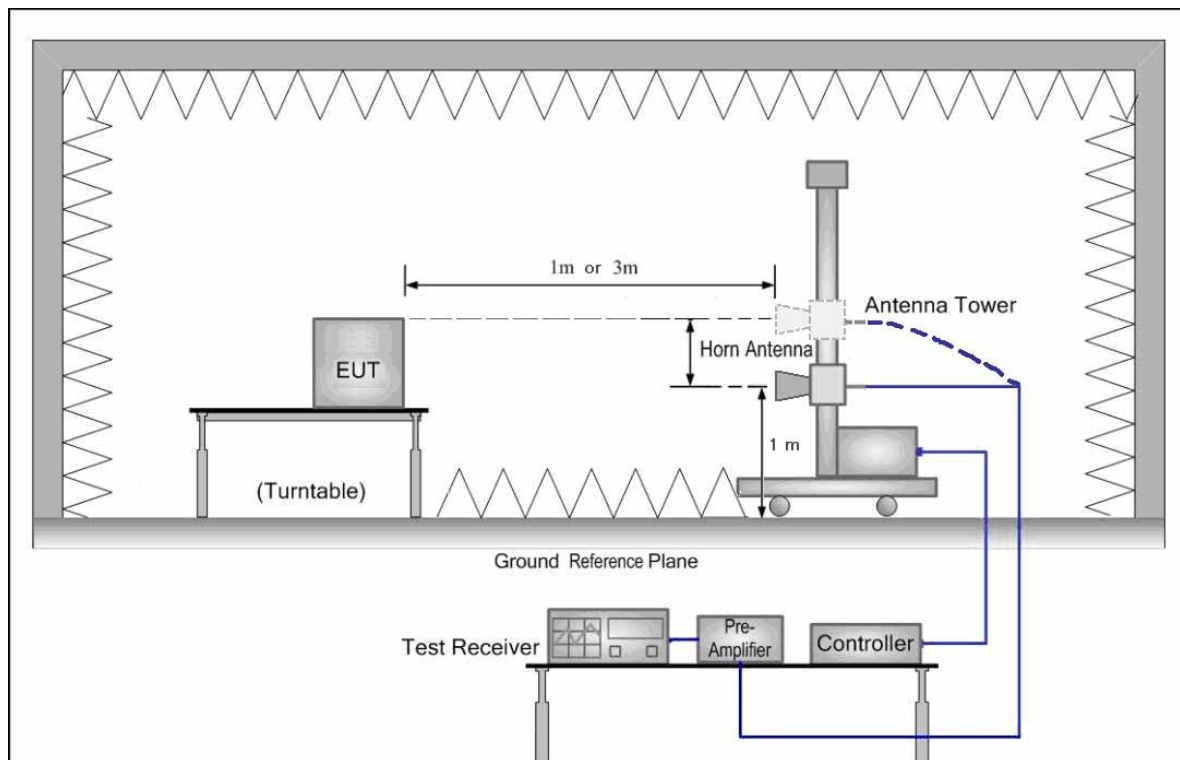 1m or 3m
Antenna Tower
Horn Antenna
EUT
1 m
(Turntable)
Ground Reference Plane
Test Receiver
Pre-
Amplifier
Controller